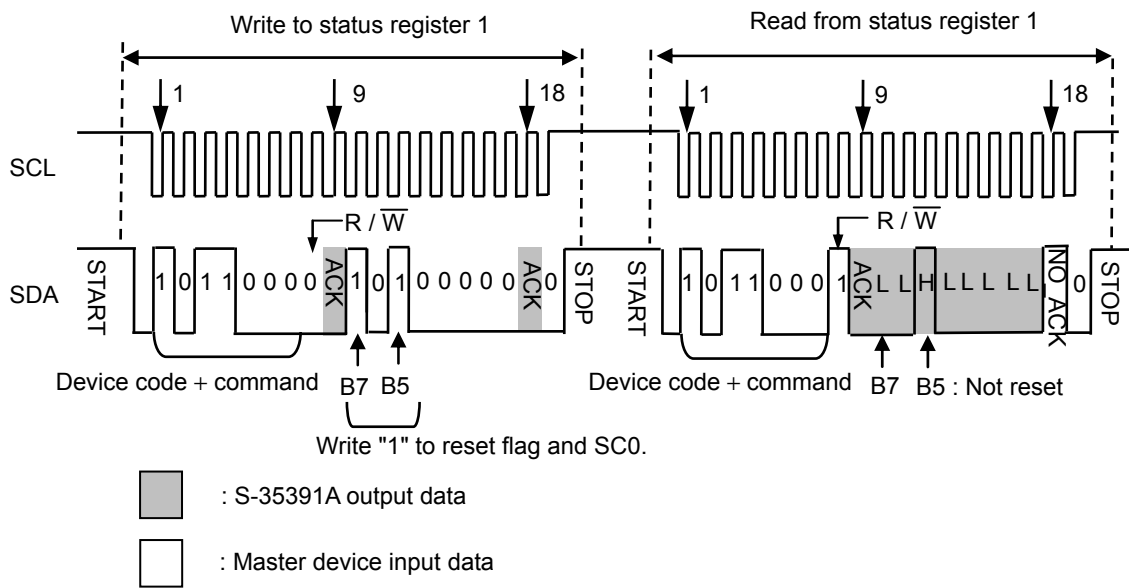 Write to status register 1
Read from status register 1
1 9 18 1 9 18
SCL
R / W R / W
SDA
START 1 0 1 1 0 0 0 0 ACK 1 0 1 0 0 0 0 0 ACK 0 STOP START 1 0 1 1 0 0 0 1 ACK L L H L L L L L NO_ACK 0 STOP
Device code + command B7 B5 Device code + command B7 B5 : Not reset
Write "1" to reset flag and SC0.
: S-35391A output data
: Master device input data